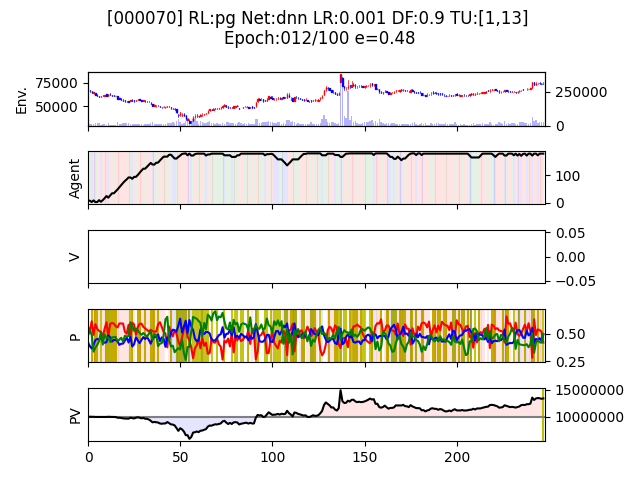 [000070] RL:pg Net:dnn LR:0.001 DF:0.9 TU:[1,13]
Epoch:012/100 e=0.48
Env.
75000
50000
250000
0
Agent
100
0
V
0.05
0.00
−0.05
P
0.50
0.25
PV
15000000
10000000
0
50
100
150
200